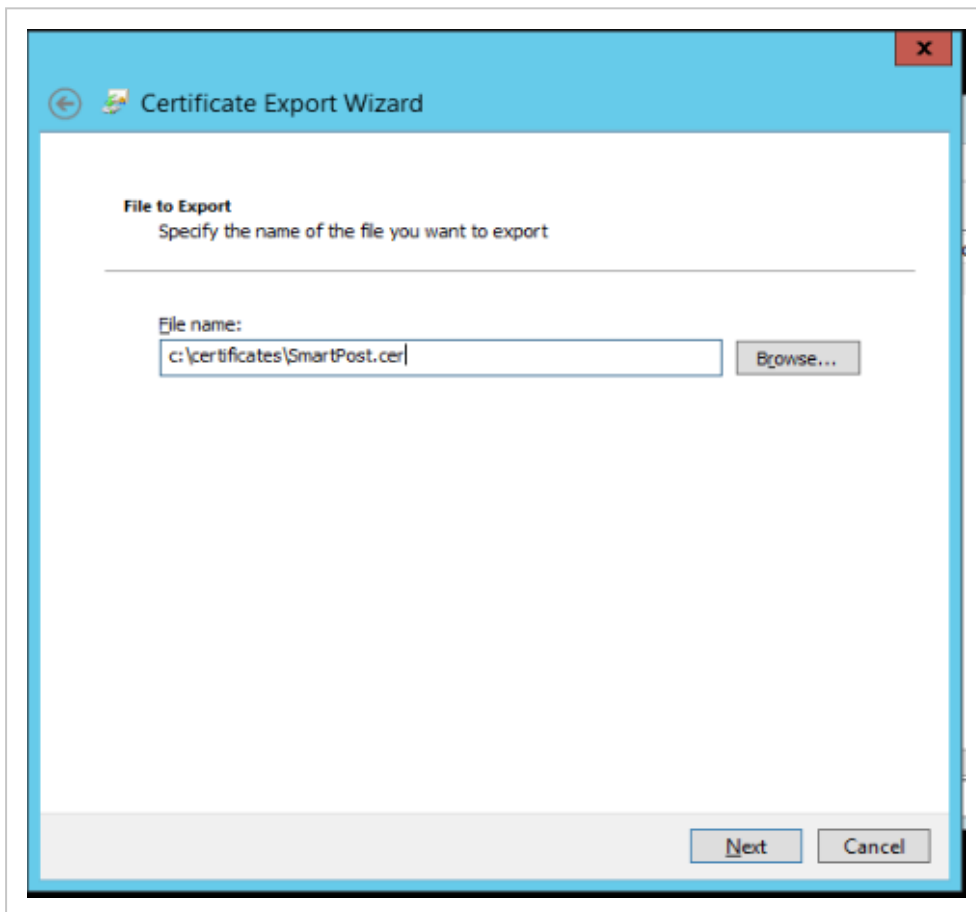 x
Certificate Export Wizard
File to Export
Specify the name of the file you want to export
File name:
c:\certificates\SmartPost.cer
Browse...
Next
Cancel